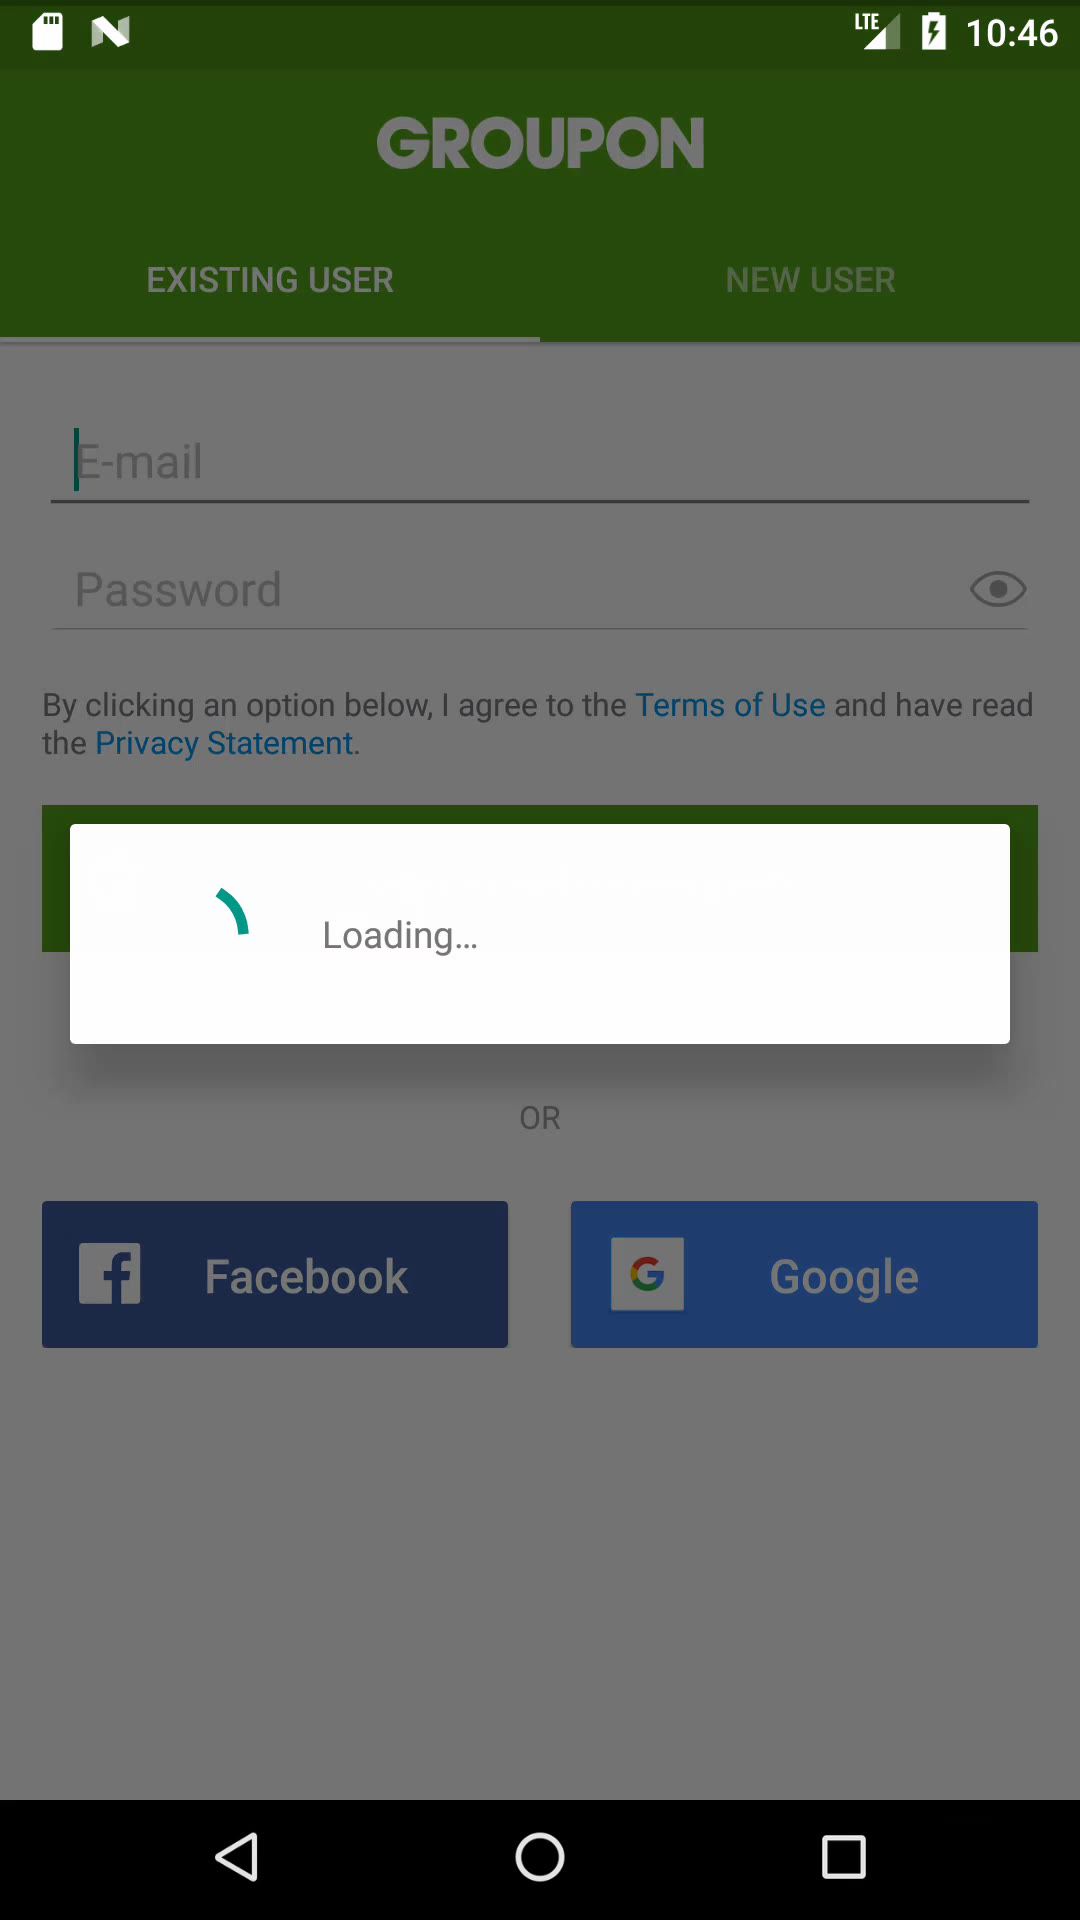 LTE 10:46
GROUPON
EXISTING USER NEW USER
E-mail
Password
By clicking an option below, I agree to the Terms of Use and have read
the Privacy Statement.
Loading...
OR
Facebook Google